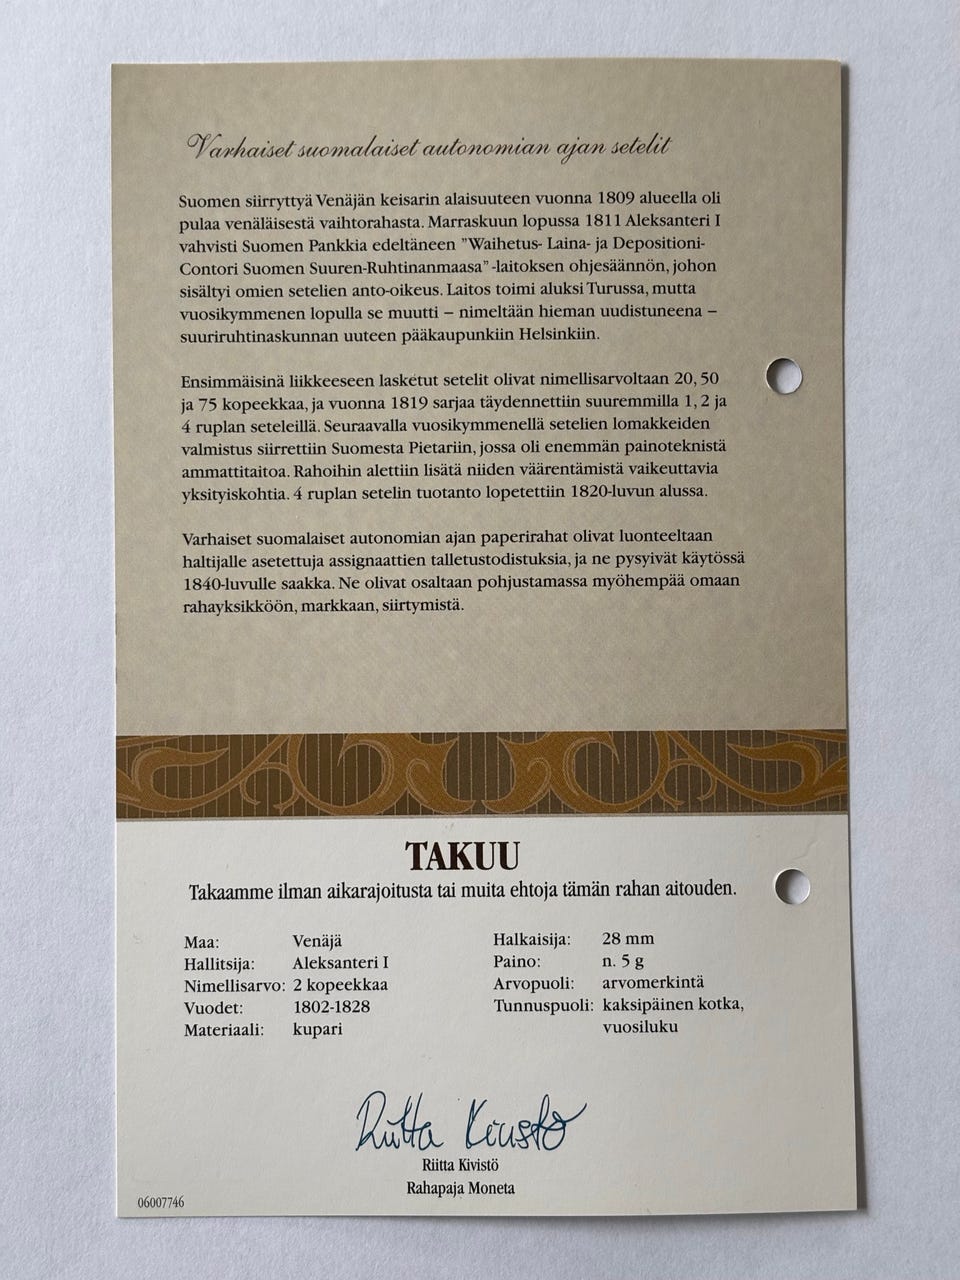 Varhaiset suomalaiset autonomian ajan setelit
Suomen siirryttyä Venäjän keisarin alaisuuteen vuonna 1809 alueella oli
pulaa venäläisestä vaihtorahasta. Marraskuun lopussa 1811 Aleksanteri I
vahvisti Suomen Pankkia edeltäneen "Waihetus- Laina- ja Depositioni-
Contori Suomen Suuren-Ruhtinanmaasa" -laitoksen ohjesäännön, johon
sisältyi omien setelien anto-oikeus. Laitos toimi aluksi Turussa, mutta
vuosikymmenen lopulla se muutti – nimeltään hieman uudistuneena –
suuriruhtinaskunnan uuteen pääkaupunkiin Helsinkiin.
Ensimmäisinä liikkeeseen lasketut setelit olivat nimellisarvoltaan 20, 50
ja 75 kopeekkaa, ja vuonna 1819 sarjaa täydennettiin suuremmilla 1, 2 ja
4 ruplan seteleillä. Seuraavalla vuosikymmenellä setelien lomakkeiden
valmistus siirrettiin Suomesta Pietariin, jossa oli enemmän painoteknistä
ammattitaitoa. Rahoihin alettiin lisätä niiden väärentämistä vaikeuttavia
yksityiskohtia. 4 ruplan setelin tuotanto lopetettiin 1820-luvun alussa.
Varhaiset suomalaiset autonomian ajan paperirahat olivat luonteeltaan
haltijalle asetettuja assignaattien talletustodistuksia, ja ne pysyivät käytössä
1840-luvulle saakka. Ne olivat osaltaan pohjustamassa myöhempää omaan
rahayksikköön, markkaan, siirtymistä.
TAKUU
Takaamme ilman aikarajoitusta tai muita ehtoja tämän rahan aitouden.
Maa: Venäjä
Hallitsija: Aleksanteri I
Nimellisarvo: 2 kopeekkaa
Vuodet: 1802-1828
Materiaali: kupari
Halkaisija: 28 mm
Paino: n. 5 g
Arvopuoli: arvomerkintä
Tunnuspuoli: kaksipäinen kotka,
vuosiluku
Riitta Kivistö
Riitta Kivistö
Rahapaja Moneta
06007746